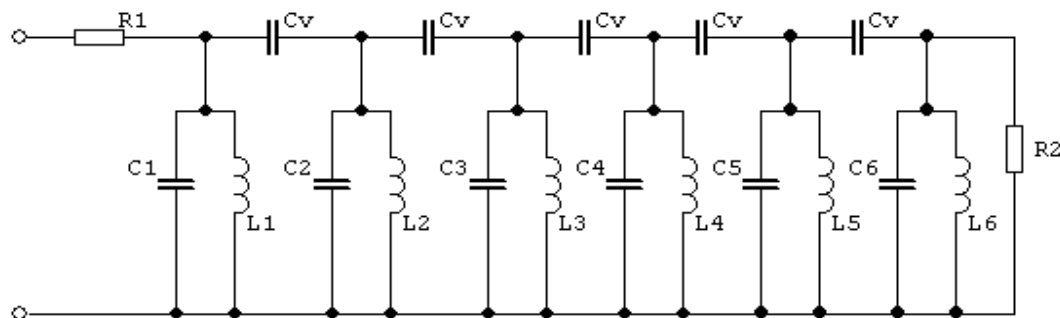 R1 Cv Cv Cv Cv Cv
C1 C2 C3 C4 C5 C6 R2
L1 L2 L3 L4 L5 L6